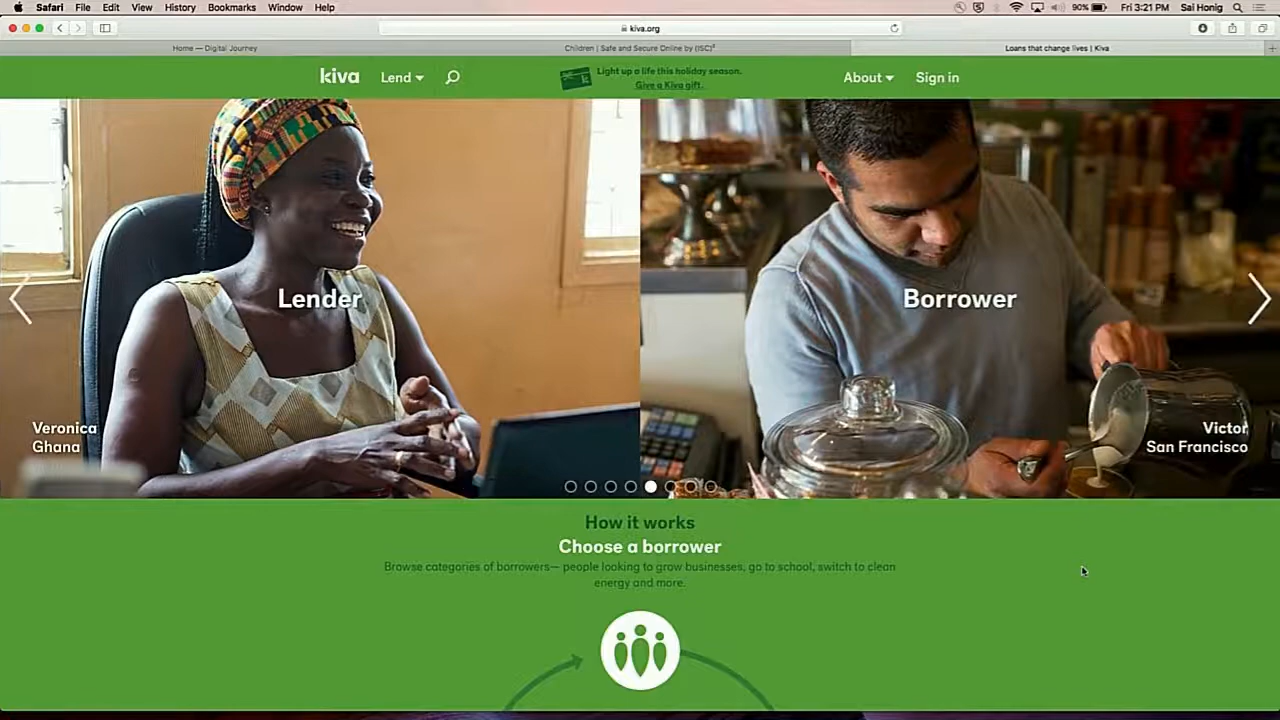 Safari File Edit View History Bookmarks Window Help 90% Fri 3:21 PM Sai Honig
kiva.org
Home — Digital Journey Children | Safe and Secure Online by (ISC)² Loans that change lives | Kiva
kiva Lend Light up a life this holiday season. About Sign in
Give a Kiva gift.
Lender Borrower
Veronica Victor
Ghana San Francisco
How it works
Choose a borrower
Browse categories of borrowers— people looking to grow businesses, go to school, switch to clean
energy and more.